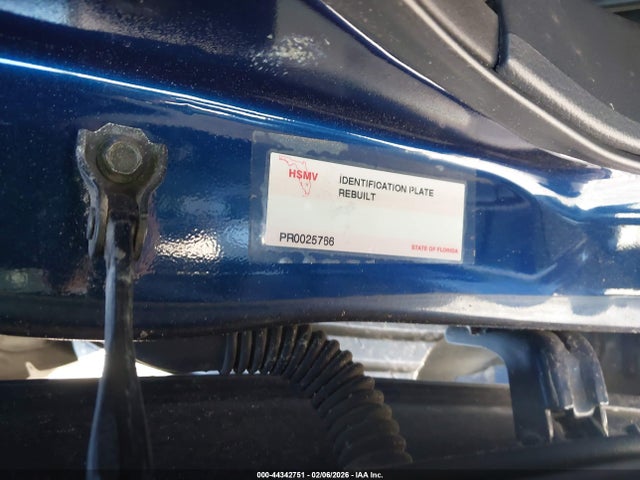 HSMV
IDENTIFICATION PLATE
REBUILT
PR0025766
STATE OF FLORIDA
000-44342751 - 02/06/2026 - IAA Inc.